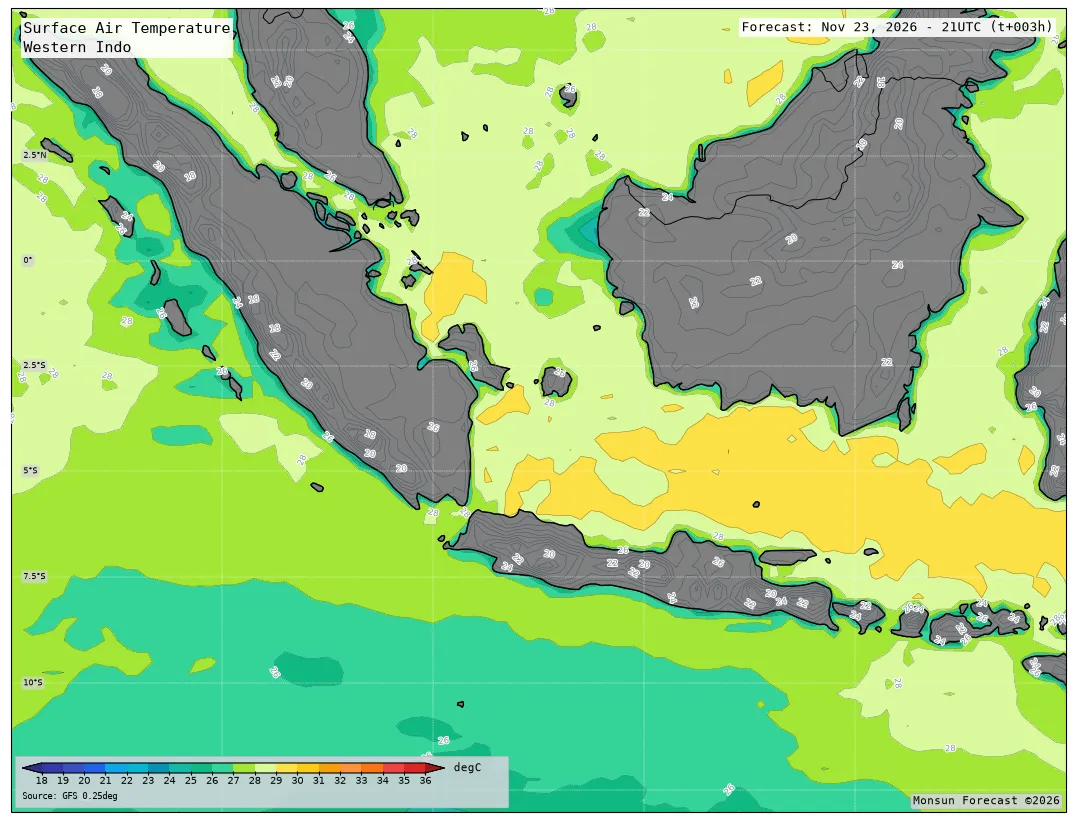 Surface Air Temperature
Western Indo
Forecast: Nov 23, 2026 - 21UTC (t+003h)
2.5°N
0°
2.5°S
5°S
7.5°S
10°S
18 19 20 21 22 23 24 25 26 27 28 29 30 31 32 33 34 35 36
degC
Source: GFS 0.25deg
Monsun Forecast ©2026